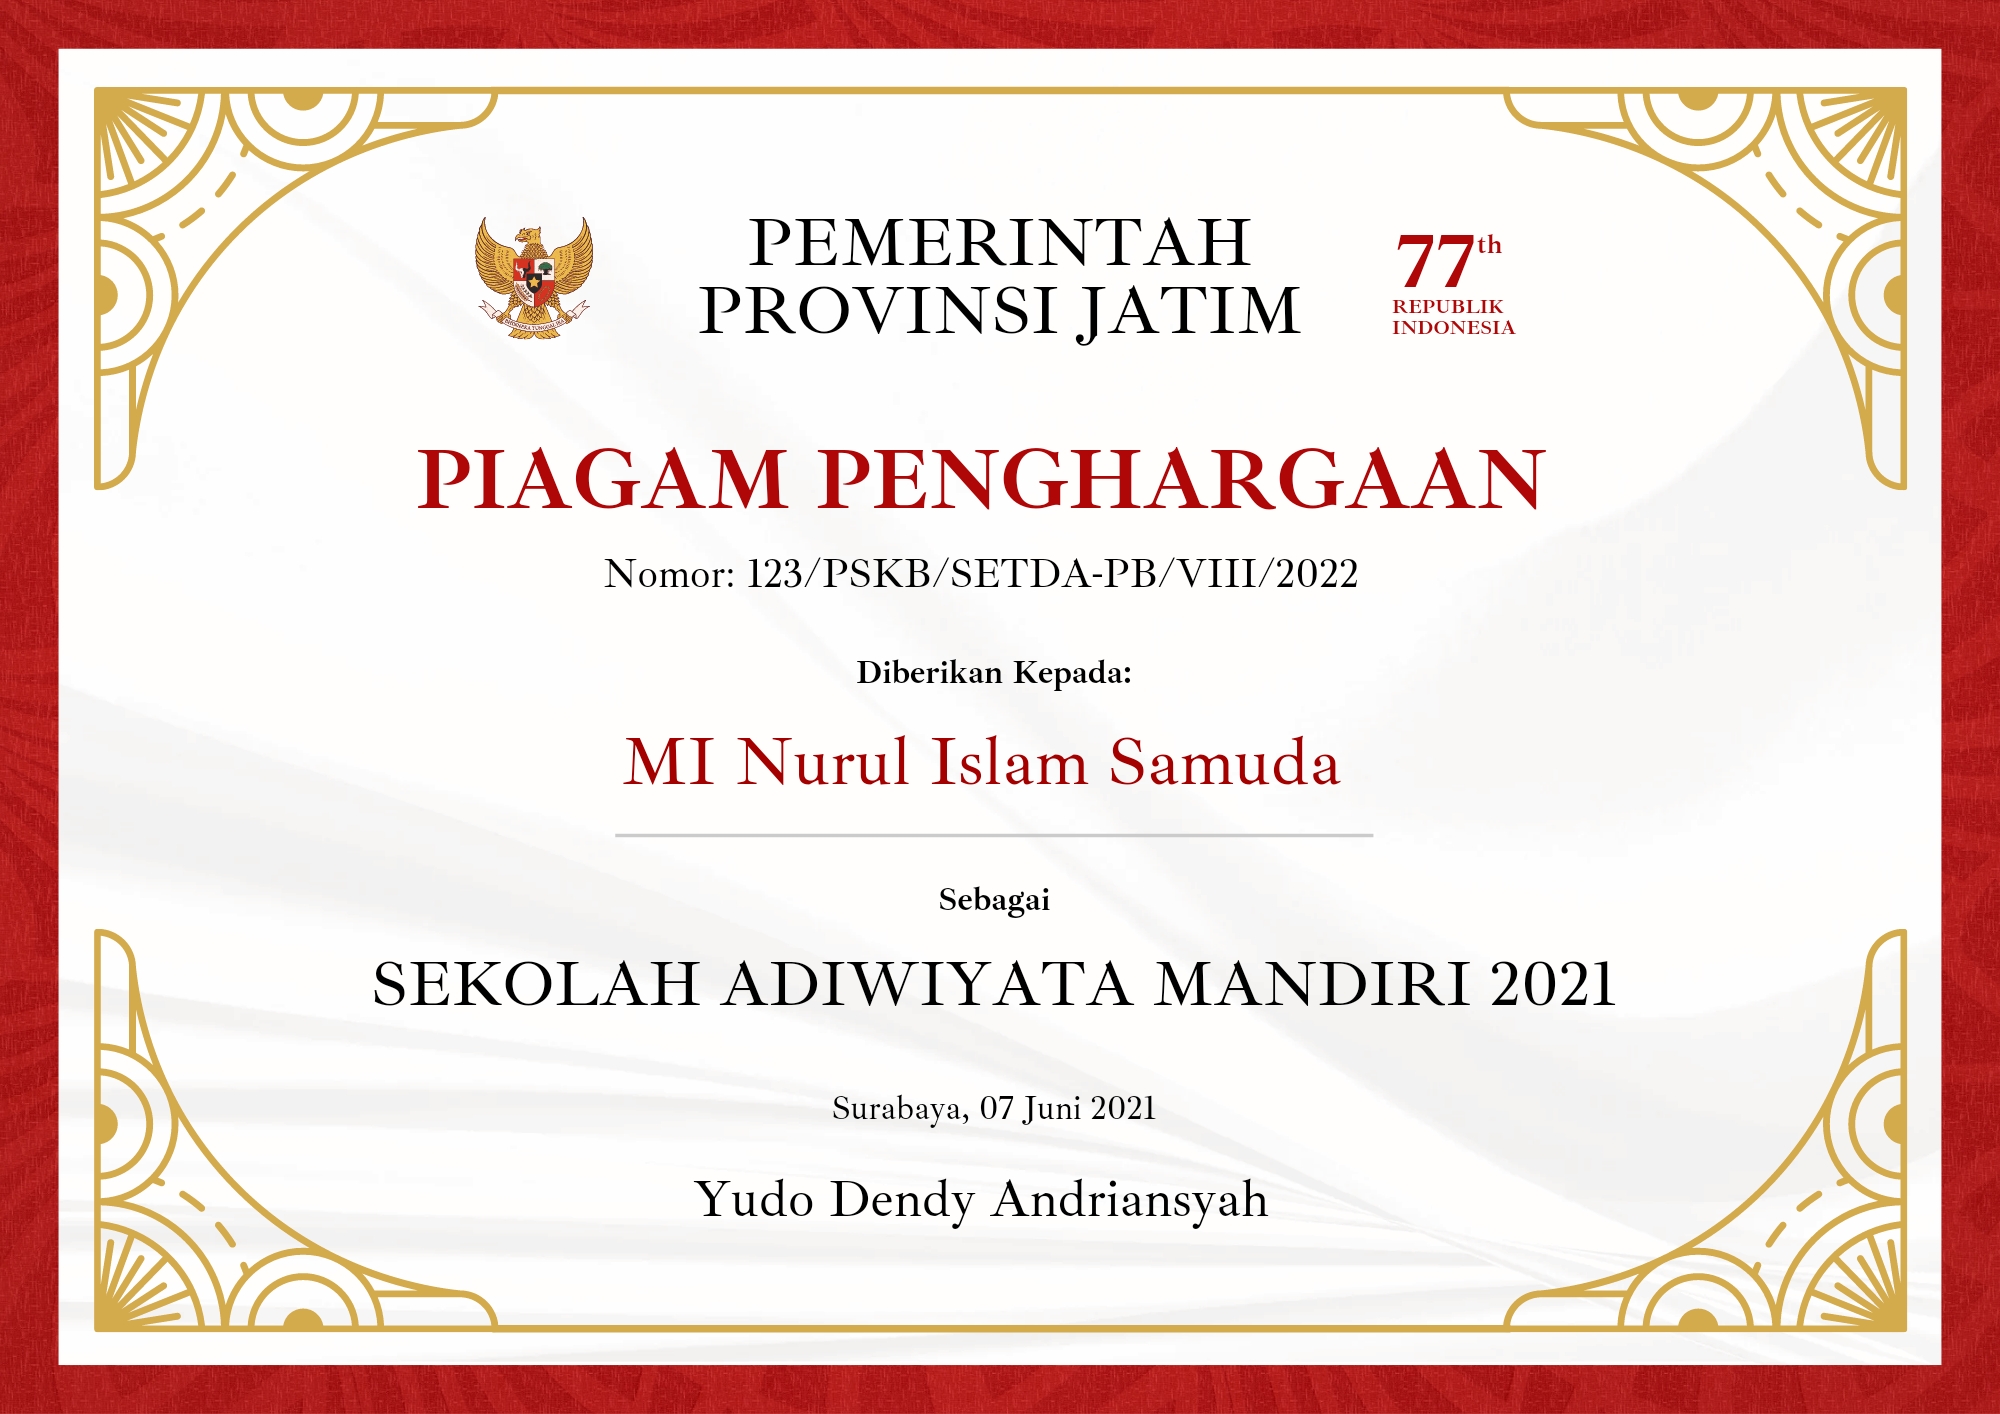 PEMERINTAH
PROVINSI JATIM
77th
REPUBLIK
INDONESIA
PIAGAM PENGHARGAAN
Nomor: 123/PSKB/SETDA-PB/VIII/2022
Diberikan Kepada:
MI Nurul Islam Samuda
Sebagai
SEKOLAH ADIWIYATA MANDIRI 2021
Surabaya, 07 Juni 2021
Yudo Dendy Andriansyah